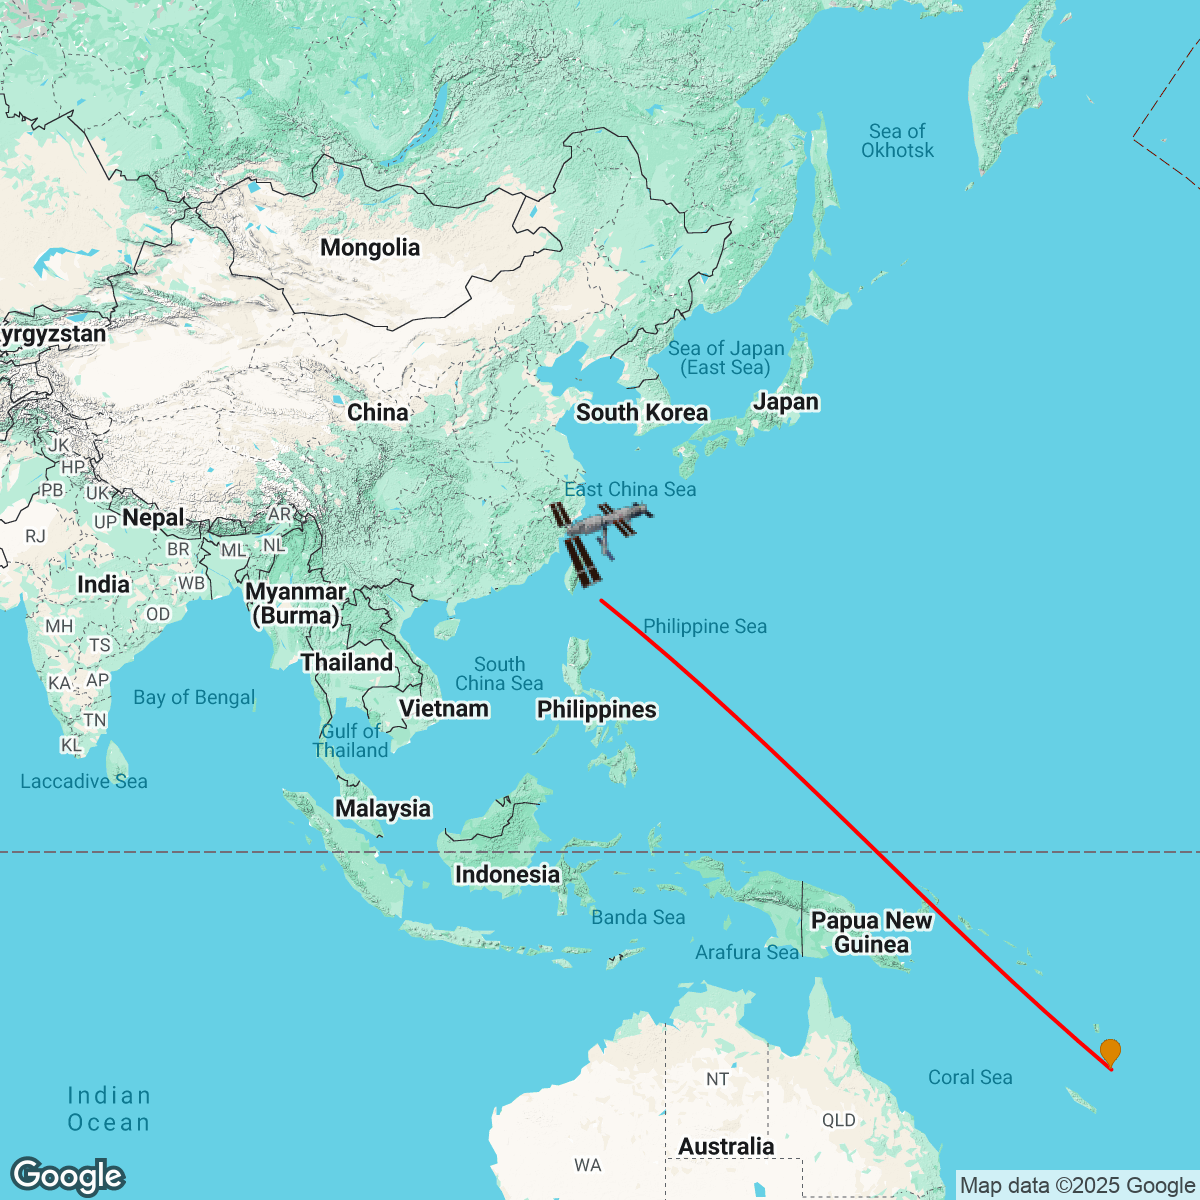 Sea of
Okhotsk
Mongolia
yrgyzstan
Sea of Japan
(East Sea)
Japan
China
South Korea
JK
HP
PB
UK
East China Sea
Nepal
AR
UP
RJ
BR
ML
NL
India
WB
Myanmar
(Burma)
OD
MH
Philippine Sea
TS
Thailand
South
China Sea
KA
AP
Bay of Bengal
Vietnam
Philippines
TN
Gulf of
Thailand
KL
Laccadive Sea
Malaysia
Indonesia
Banda Sea
Papua New
Guinea
Arafura Sea
Coral Sea
NT
Indian
Ocean
QLD
Australia
WA
Google
Map data ©2025 Google